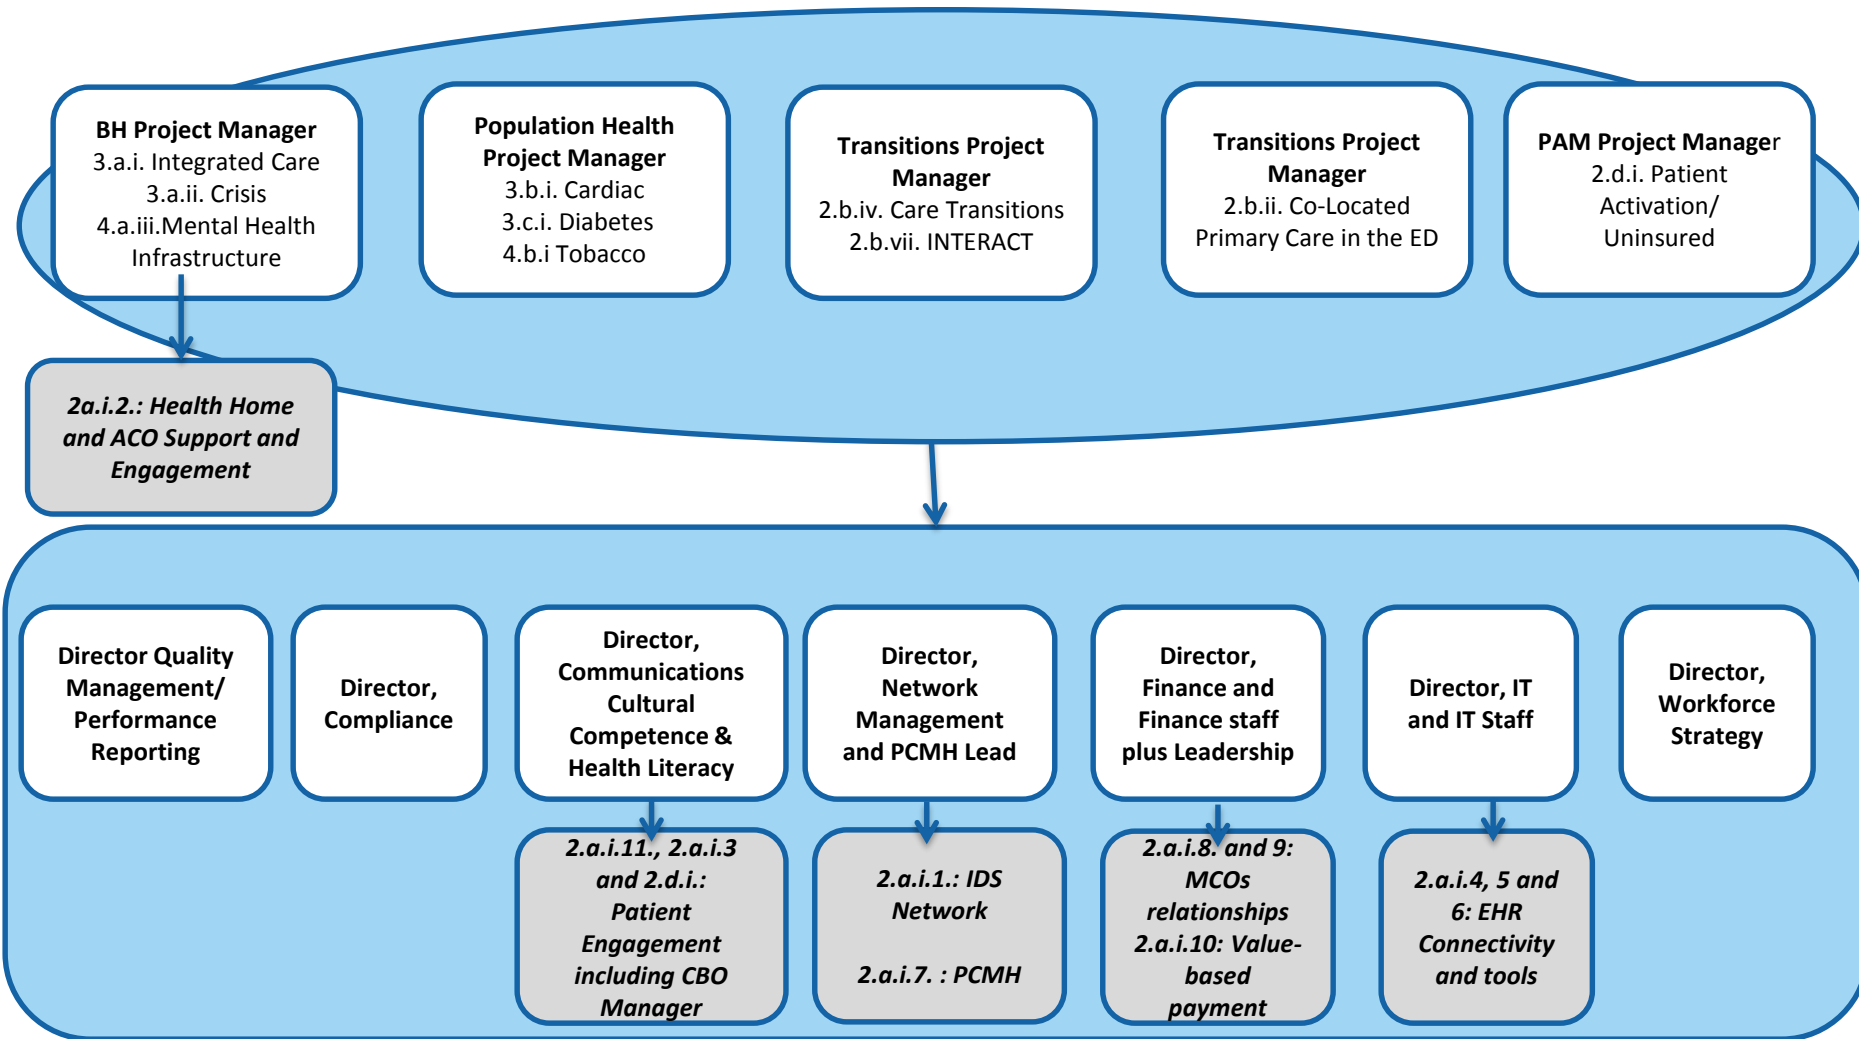 BH Project Manager
3.a.i. Integrated Care
3.a.ii. Crisis
4.a.iii.Mental Health
Infrastructure
Population Health
Project Manager
3.b.i. Cardiac
3.c.i. Diabetes
4.b.i Tobacco
Transitions Project
Manager
2.b.iv. Care Transitions
2.b.vii. INTERACT
Transitions Project
Manager
2.b.ii. Co-Located
Primary Care in the ED
PAM Project Manager
2.d.i. Patient
Activation/
Uninsured
2a.i.2.: Health Home
and ACO Support and
Engagement
Director Quality
Management/
Performance
Reporting
Director,
Compliance
Director,
Communications
Cultural
Competence &
Health Literacy
Director,
Network
Management
and PCMH Lead
Director,
Finance and
Finance staff
plus Leadership
Director, IT
and IT Staff
Director,
Workforce
Strategy
2.a.i.11., 2.a.i.3
and 2.d.i.:
Patient
Engagement
including CBO
Manager
2.a.i.1.: IDS
Network
2.a.i.7. : PCMH
2.a.i.8. and 9:
MCOs
relationships
2.a.i.10: Value-
based
payment
2.a.i.4, 5 and
6: EHR
Connectivity
and tools